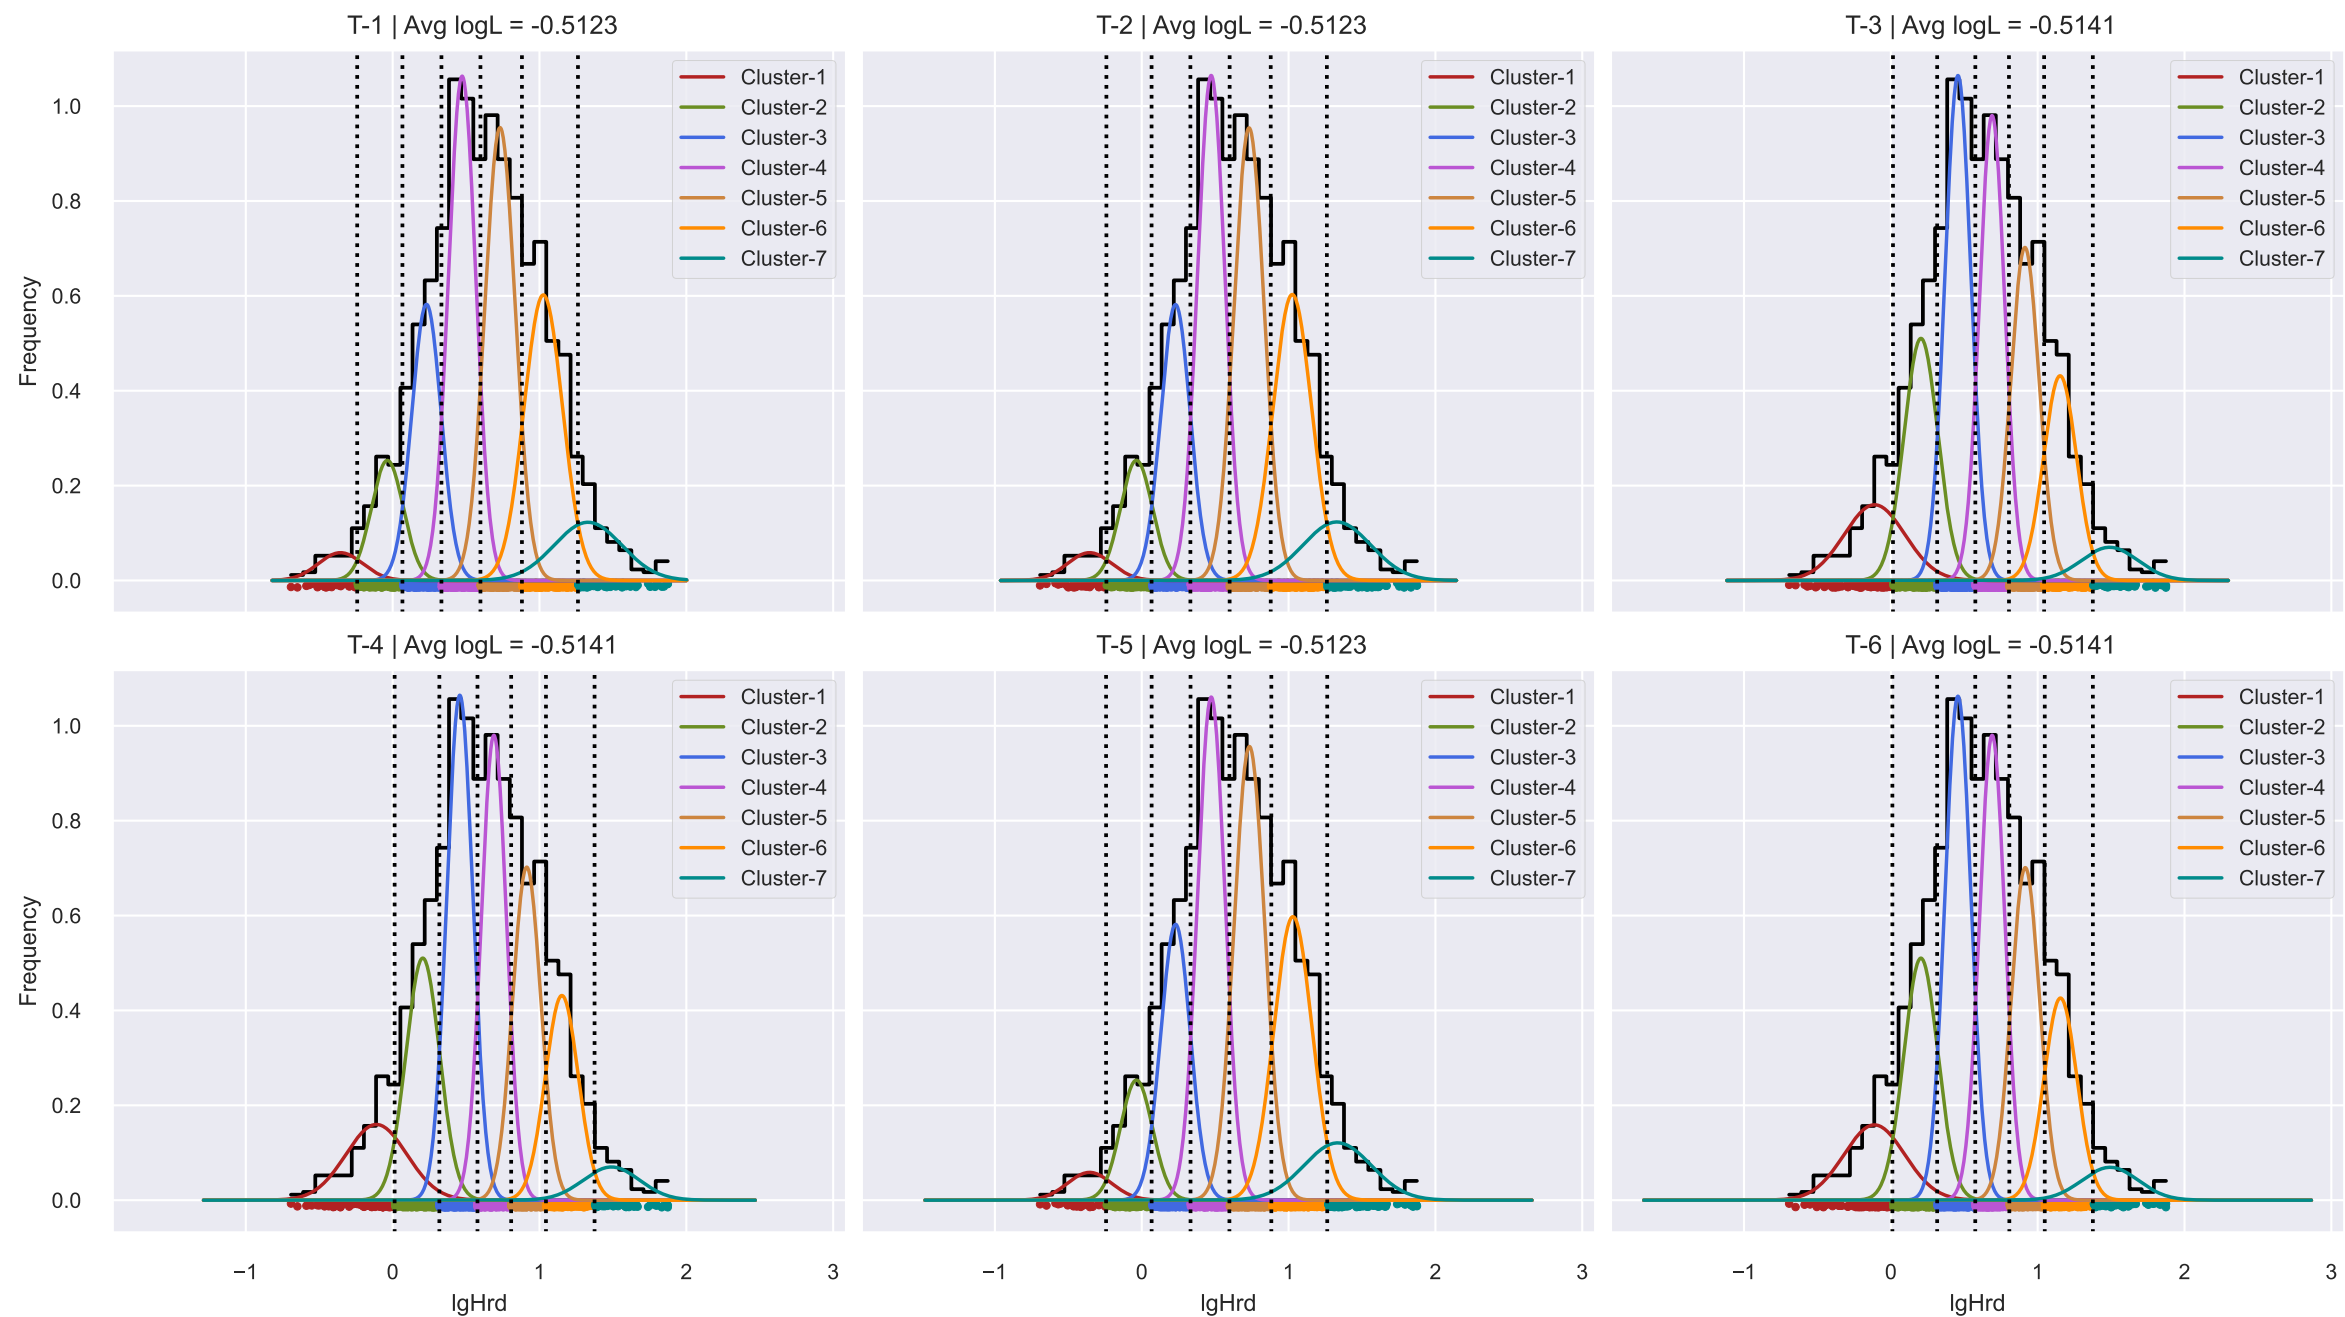 T-1 | Avg logL = -0.5123
T-2 | Avg logL = -0.5123
T-3 | Avg logL = -0.5141
Frequency
1.0
0.8
0.6
0.4
0.2
0.0
Cluster-1
Cluster-2
Cluster-3
Cluster-4
Cluster-5
Cluster-6
Cluster-7
Cluster-1
Cluster-2
Cluster-3
Cluster-4
Cluster-5
Cluster-6
Cluster-7
Cluster-1
Cluster-2
Cluster-3
Cluster-4
Cluster-5
Cluster-6
Cluster-7
T-4 | Avg logL = -0.5141
T-5 | Avg logL = -0.5123
T-6 | Avg logL = -0.5141
Frequency
1.0
0.8
0.6
0.4
0.2
0.0
Cluster-1
Cluster-2
Cluster-3
Cluster-4
Cluster-5
Cluster-6
Cluster-7
Cluster-1
Cluster-2
Cluster-3
Cluster-4
Cluster-5
Cluster-6
Cluster-7
Cluster-1
Cluster-2
Cluster-3
Cluster-4
Cluster-5
Cluster-6
Cluster-7
−1 0 1 2 3
−1 0 1 2 3
−1 0 1 2 3
lgHrd
lgHrd
lgHrd